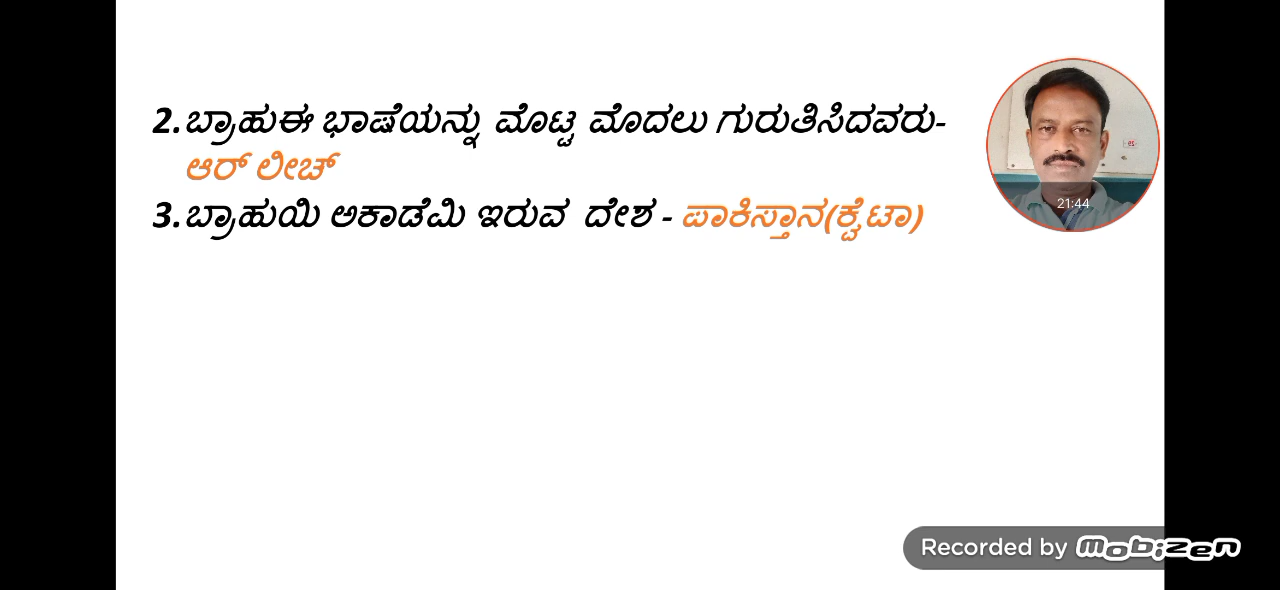 2. ಬ್ರಾಹುಈ ಭಾಷೆಯನ್ನು ಮೊಟ್ಟ ಮೊದಲು ಗುರುತಿಸಿದವರು-
ಆರ್ ಲೀಚ್
3. ಬ್ರಾಹುಯಿ ಅಕಾಡೆಮಿ ಇರುವ ದೇಶ - ಪಾಕಿಸ್ತಾನ(ಕ್ವೆಟಾ)
21:44
Recorded by mobizen